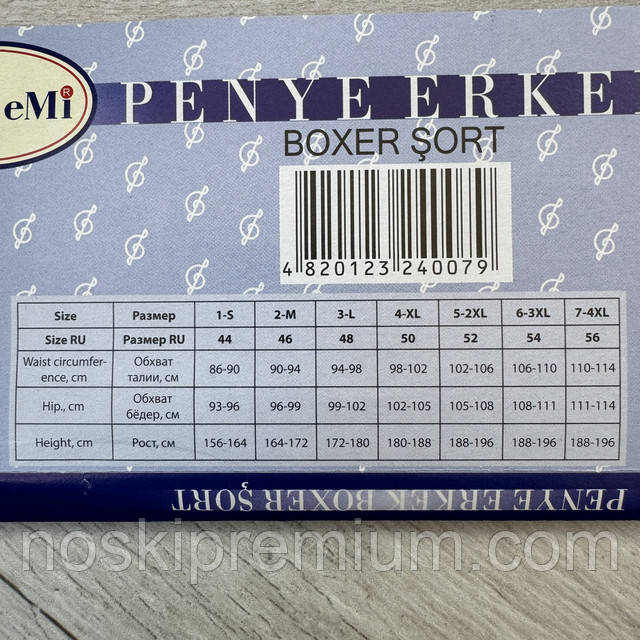 eMi®
PENYE ERKE
BOXER ŞORT
4 820123 240079
Size Размер 1-S 2-M 3-L 4-XL 5-2XL 6-3XL 7-4XL
Size RU Размер RU 44 46 48 50 52 54 56
Waist circumfer- Обхват 86-90 90-94 94-98 98-102 102-106 106-110 110-114
ence, cm талии, см
Hip., cm Обхват 93-96 96-99 99-102 102-105 105-108 108-111 111-114
бёдер, см
Height, cm Рост, см 156-164 164-172 172-180 180-188 188-196 188-196 188-196
PENYE ERKEK BOXER ŞORT
noskipremium.com.ua